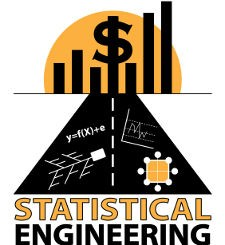 $
y=f(X)+e
STATISTICAL
ENGINEERING